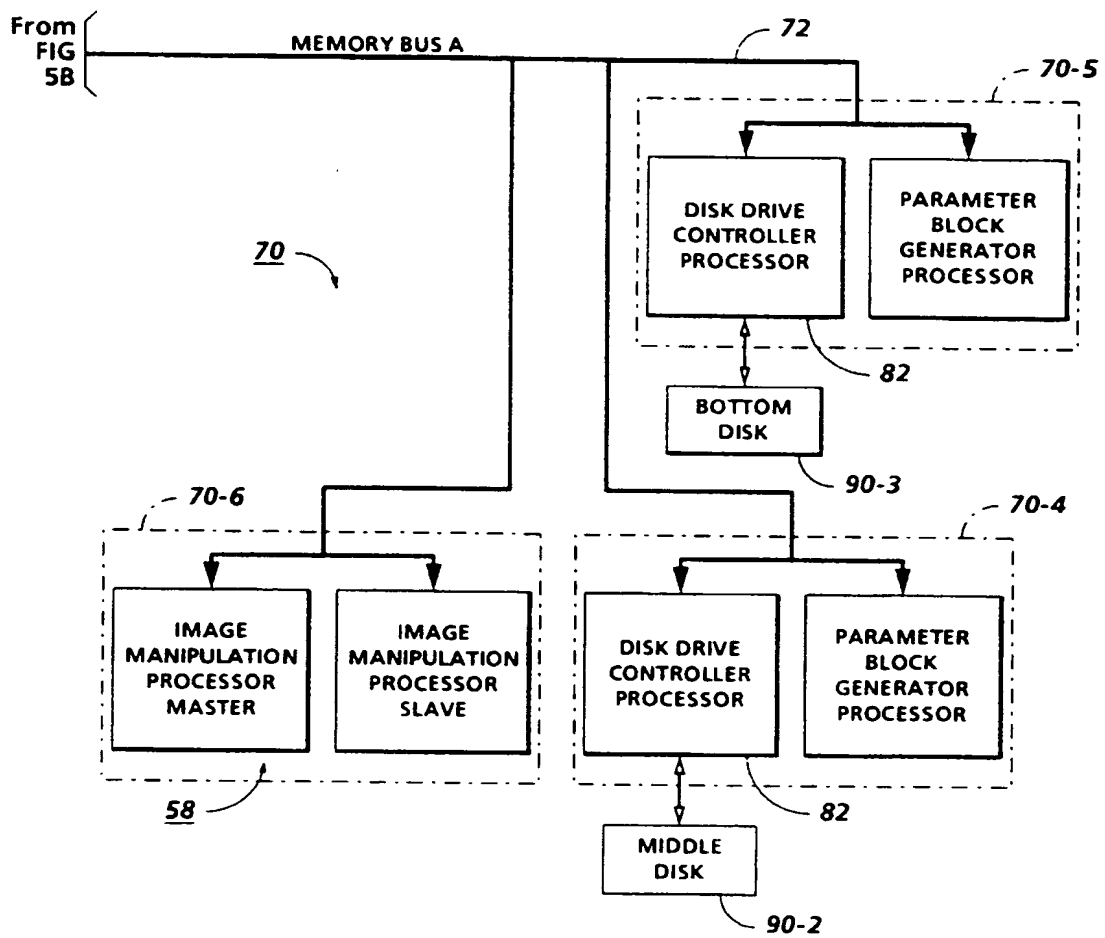 From
FIG
5B
MEMORY BUS A
72
70-5
DISK DRIVE
CONTROLLER
PROCESSOR
PARAMETER
BLOCK
GENERATOR
PROCESSOR
70
82
BOTTOM
DISK
90-3
70-6
70-4
IMAGE
MANIPULATION
PROCESSOR
MASTER
IMAGE
MANIPULATION
PROCESSOR
SLAVE
DISK DRIVE
CONTROLLER
PROCESSOR
PARAMETER
BLOCK
GENERATOR
PROCESSOR
58
82
MIDDLE
DISK
90-2